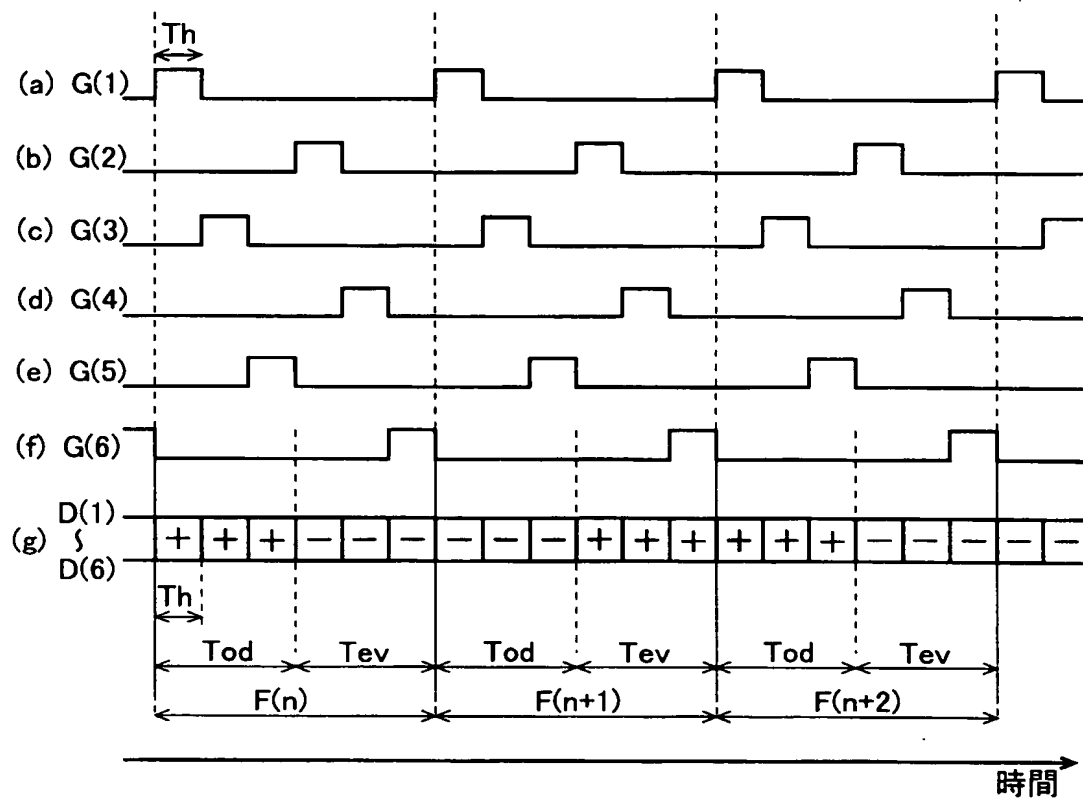 Th
(a) G(1)
(b) G(2)
(c) G(3)
(d) G(4)
(e) G(5)
(f) G(6)
D(1)
(g) ∫
D(6)
+ + + − − − − − − + + + + + + − − − − −
Th
Tod Tev Tod Tev Tod Tev
F(n) F(n+1) F(n+2)
時間